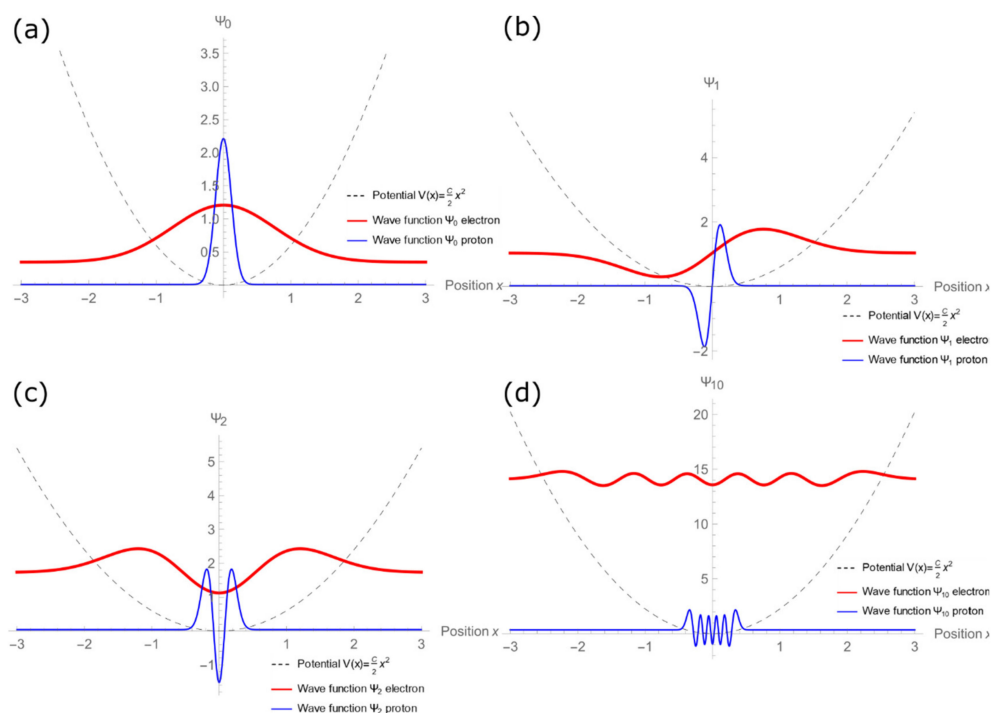 (a)
Ψ0
3.5
3.0
2.5
2.0
1.5
1.0
0.5
-3 -2 -1 1 2 3
Position x
Potential V(x)=c/2 x²
Wave function Ψ0 electron
Wave function Ψ0 proton
(b)
Ψ1
4
2
-2
-3 -2 -1 0 1 2 3
Position x
Potential V(x)=c/2 x²
Wave function Ψ1 electro
Wave function Ψ1 proton
(c)
Ψ2
5
4
3
2
1
-1
-3 -2 -1 0 1 2 3
Position x
Potential V(x)=c/2 x²
Wave function Ψ2 electron
Wave function Ψ2 proton
(d)
Ψ10
20
15
10
5
-3 -2 -1 0 1 2 3
Position x
Potential V(x)=c/2 x²
Wave function Ψ10 electron
Wave function Ψ10 proton